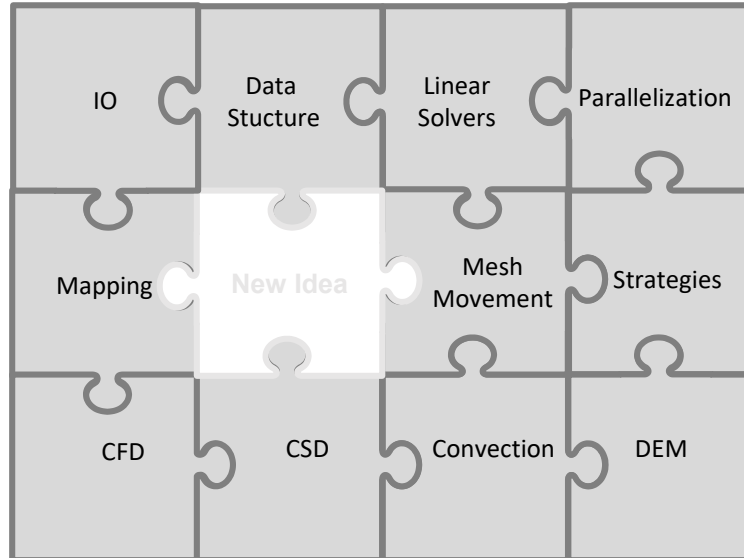 IO
Data
Stucture
Linear
Solvers
Parallelization
Mapping
New Idea
Mesh
Movement
Strategies
CFD
CSD
Convection
DEM